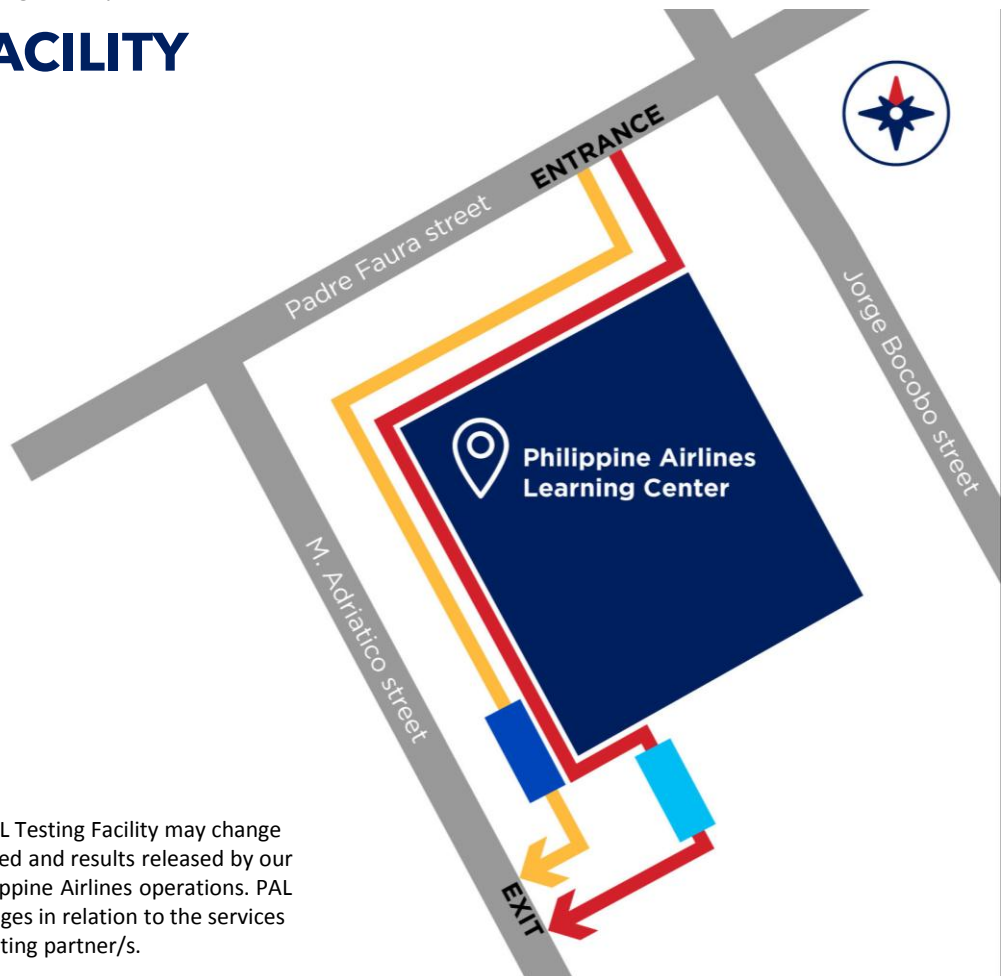 ACILITY
ENTRANCE
Padre Faura street
Jorge Bocobo street
Philippine Airlines
Learning Center
M. Adriatico street
L Testing Facility may change
ed and results released by our
ippine Airlines operations. PAL
ges in relation to the services
ting partner/s.
EXIT